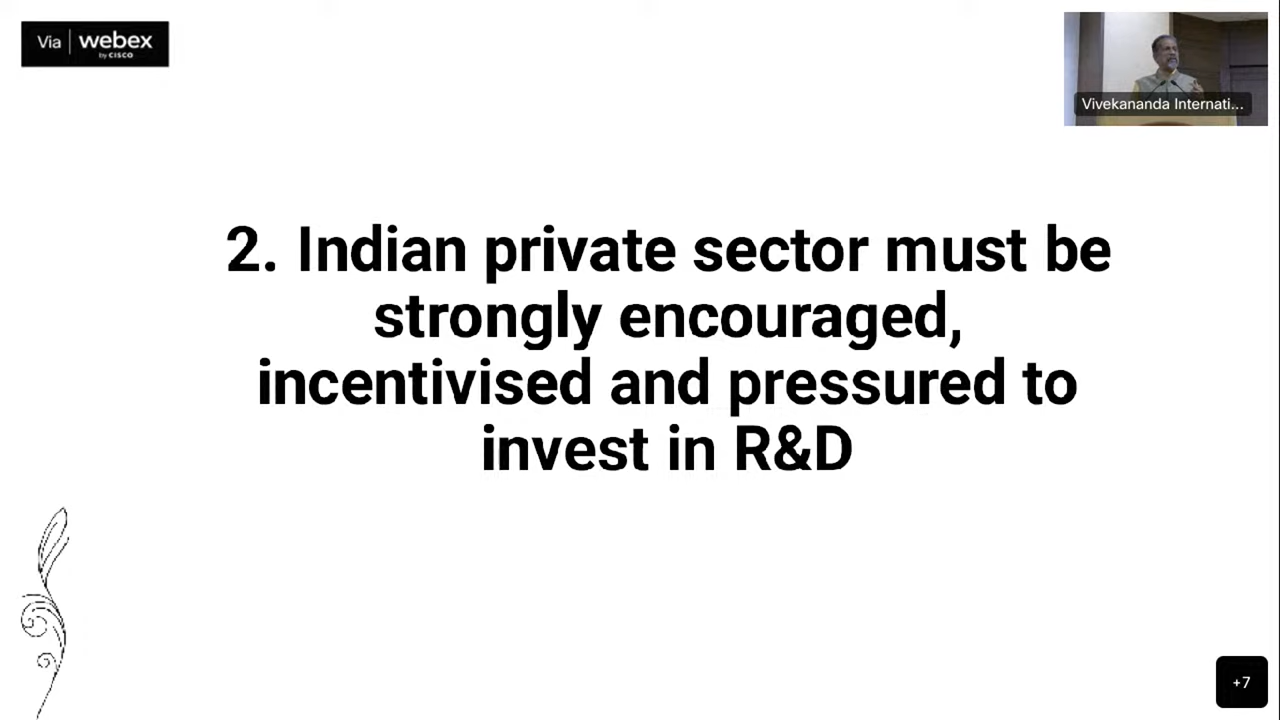 Via webex
by CISCO
Vivekananda Internati...
2. Indian private sector must be
strongly encouraged,
incentivised and pressured to
invest in R&D
+7